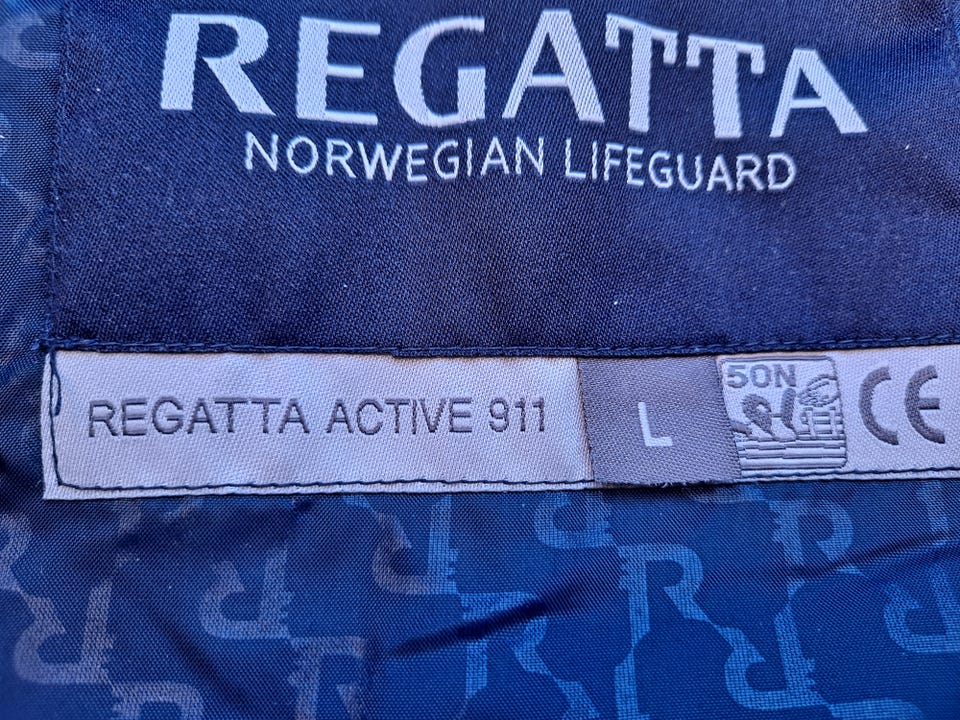 REGATTA
NORWEGIAN LIFEGUARD
REGATTA ACTIVE 911 L 50N CE